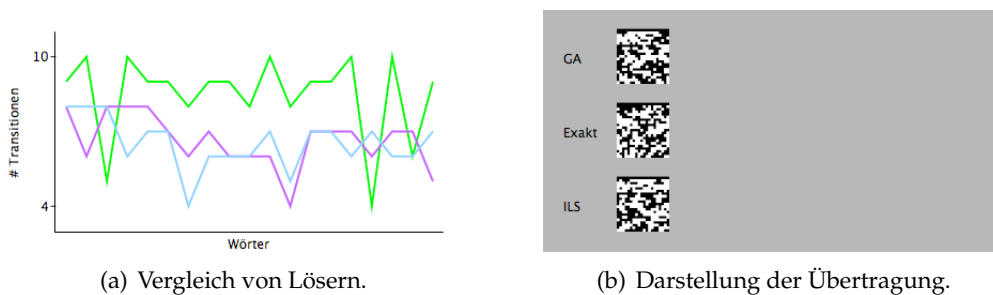 10
# Transitionen
4
Wörter
(a) Vergleich von Lösern.
GA
Exakt
ILS
(b) Darstellung der Übertragung.